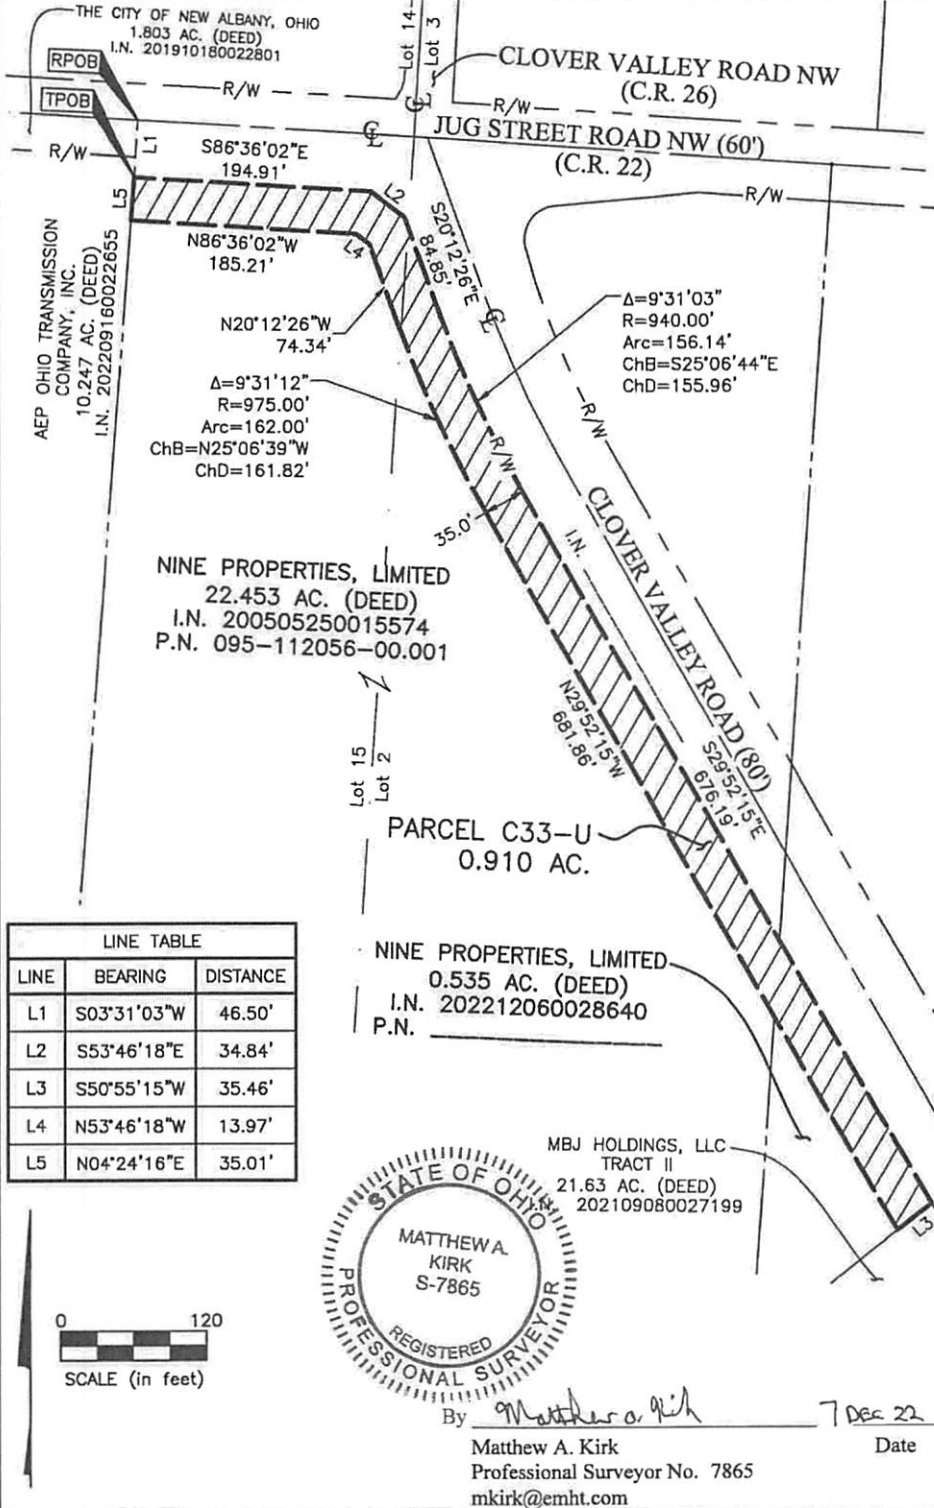 THE CITY OF NEW ALBANY, OHIO
1.803 AC. (DEED)
I.N. 201910180022801
RPOB
TPOB
R/W
R/W
L1
L5
Lot 14
Lot 3
CLOVER VALLEY ROAD NW
(C.R. 26)
R/W
JUG STREET ROAD NW (60')
(C.R. 22)
CL
CL
R/W
S86°36'02"E
194.91'
L2
N86°36'02"W
185.21'
L4
S20°12'26"E
84.85'
CL
AEP OHIO TRANSMISSION
COMPANY, INC.
10.247 AC. (DEED)
I.N. 202209160022655
N20°12'26"W
74.34'
Δ=9°31'12"
R=975.00'
Arc=162.00'
ChB=N25°06'39"W
ChD=161.82'
Δ=9°31'03"
R=940.00'
Arc=156.14'
ChB=S25°06'44"E
ChD=155.96'
R/W
R/W
35.0'
I.N.
CLOVER VALLEY ROAD (80')
NINE PROPERTIES, LIMITED
22.453 AC. (DEED)
I.N. 200505250015574
P.N. 095-112056-00.001
Z
Lot 15
Lot 2
N29°52'15"W
681.86'
S29°52'15"E
676.19'
PARCEL C33-U
0.910 AC.
LINE TABLE
LINE BEARING DISTANCE
L1 S03°31'03"W 46.50'
L2 S53°46'18"E 34.84'
L3 S50°55'15"W 35.46'
L4 N53°46'18"W 13.97'
L5 N04°24'16"E 35.01'
NINE PROPERTIES, LIMITED
0.535 AC. (DEED)
I.N. 202212060028640
P.N.
MBJ HOLDINGS, LLC
TRACT II
21.63 AC. (DEED)
202109080027199
L3
STATE OF OHIO
MATTHEW A.
KIRK
S-7865
REGISTERED
PROFESSIONAL SURVEYOR
0 120
SCALE (in feet)
By Matthew A. Kirk 7 DEC 22
Matthew A. Kirk Date
Professional Surveyor No. 7865
mkirk@emht.com